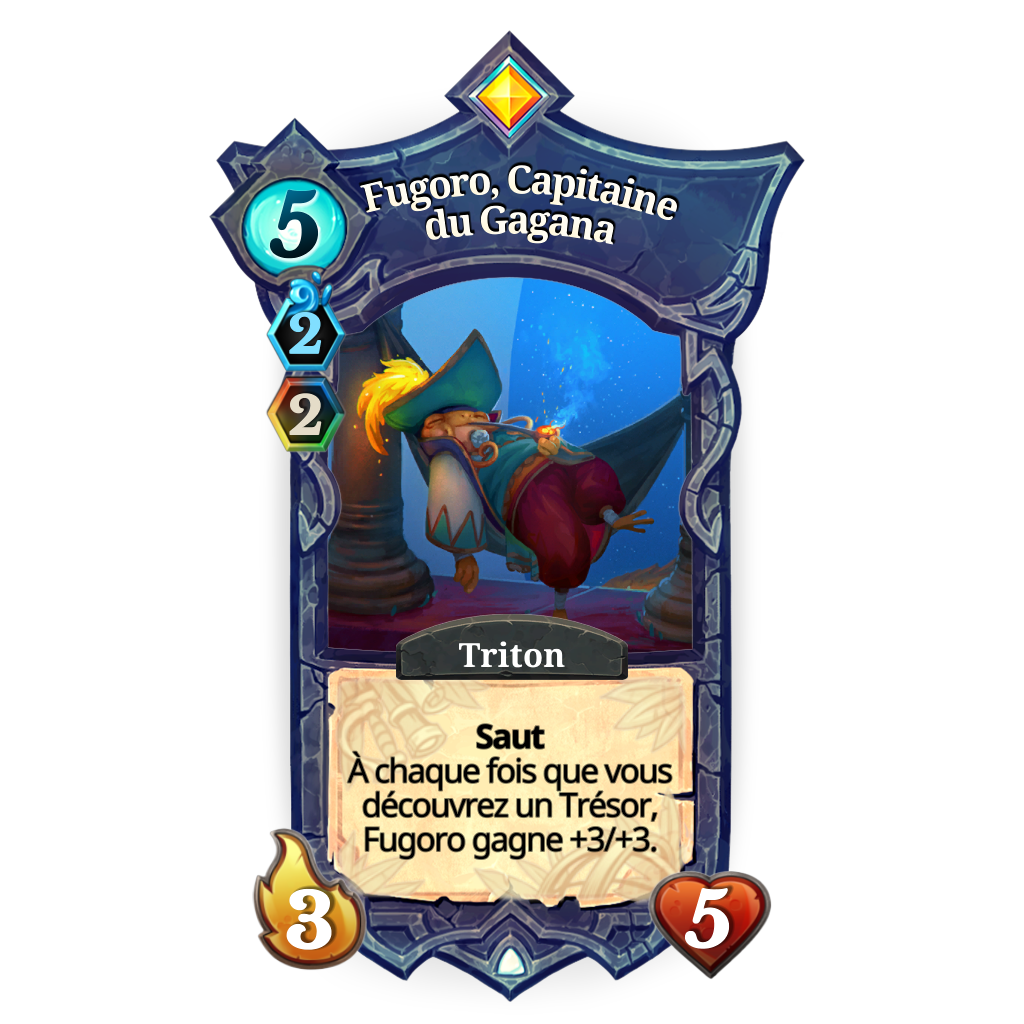 Fugoro, Capitaine
du Gagana
5
2
2
Triton
Saut
À chaque fois que vous
découvrez un Trésor,
Fugoro gagne +3/+3.
3
5